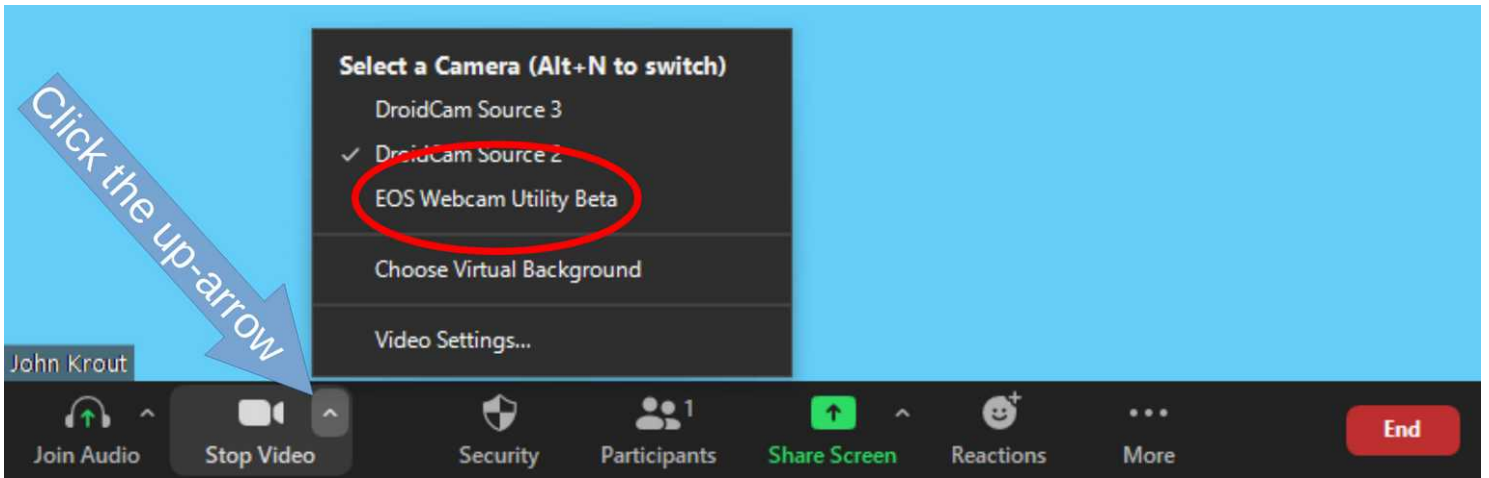 Select a Camera (Alt+N to switch)
DroidCam Source 3
DroidCam Source 2
EOS Webcam Utility Beta
Choose Virtual Background
Video Settings...
Click the up-arrow
John Krout
Join Audio
Stop Video
Security
Participants
1
Share Screen
Reactions
More
End